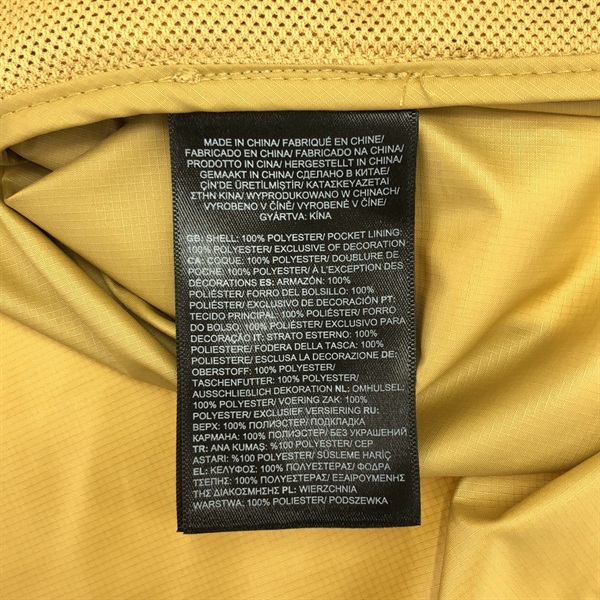 MADE IN CHINA/ FABRIQUÉ EN CHINE/
FABRICADO EN CHINA/ FABRICADO NA CHINA/
PRODOTTO IN CINA/ HERGESTELLT IN CHINA/
GEMAAKT IN CHINA/ СДЕЛАНО В КИТАЕ/
ÇİN'DE ÜRETİLMİŞTİR/ ΚΑΤΑΣΚΕΥΑΖΕΤΑΙ
ΣΤΗΝ ΚΙΝΑ/ WYPRODUKOWANO W CHINACH/
VYROBENO V ČÍNĚ/ VYROBENÉ V ČÍNE/
GYÁRTVA: KÍNA
GB: SHELL: 100% POLYESTER/ POCKET LINING:
100% POLYESTER/ EXCLUSIVE OF DECORATION
CA: COQUE: 100% POLYESTER/ DOUBLURE DE
POCHE: 100% POLYESTER/ À L'EXCEPTION DES
DÉCORATIONS ES: ARMAZÓN: 100%
POLIÉSTER/ FORRO DEL BOLSILLO: 100%
POLIÉSTER/ EXCLUSIVO DE DECORACIÓN PT:
TECIDO PRINCIPAL: 100% POLIÉSTER/ FORRO
DO BOLSO: 100% POLIÉSTER/ EXCLUSIVO DE
DECORAÇÃO IT: STRATO ESTERNO: 100%
POLIESTERE/ FODERA DELLA TASCA: 100%
POLIESTERE/ ESCLUSA LA DECORAZIONE DE:
OBERSTOFF: 100% POLYESTER/
TASCHENFUTTER: 100% POLYESTER/
AUSSCHLIEẞLICH DEKORATION NL: OMHULSEL:
100% POLYESTER/ VOERING ZAK: 100%
POLYESTER/ EXCLUSIEF VERSIERING RU:
ВЕРХ: 100% ПОЛИЭСТЕР/ ПОДКЛАДКА
КАРМАНА: 100% ПОЛИЭСТЕР/ БЕЗ УКРАШЕНИЙ
TR: ANA KUMAŞ: %100 POLYESTER/ CEP
ASTARI: %100 POLYESTER/ SÜSLEME HARİÇ
EL: ΚΕΛΥΦΟΣ: 100% ΠΟΛΥΕΣΤΕΡΑΣ/ ΦΟΔΡΑ
ΤΣΕΠΗΣ: 100% ΠΟΛΥΕΣΤΕΡΑΣ/ ΕΞΑΙΡΟΥΜΕΝΗΣ
ΤΗΣ ΔΙΑΚΟΣΜΗΣΗΣ PL: WIERZCHNIA
WARSTWA: 100% POLIESTER/ PODSZEWKA